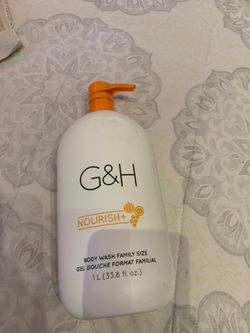 G&H
NOURISH+
BODY WASH FAMILY SIZE
GEL DOUCHE FORMAT FAMILIAL
1 L (33.8 fl. oz.)